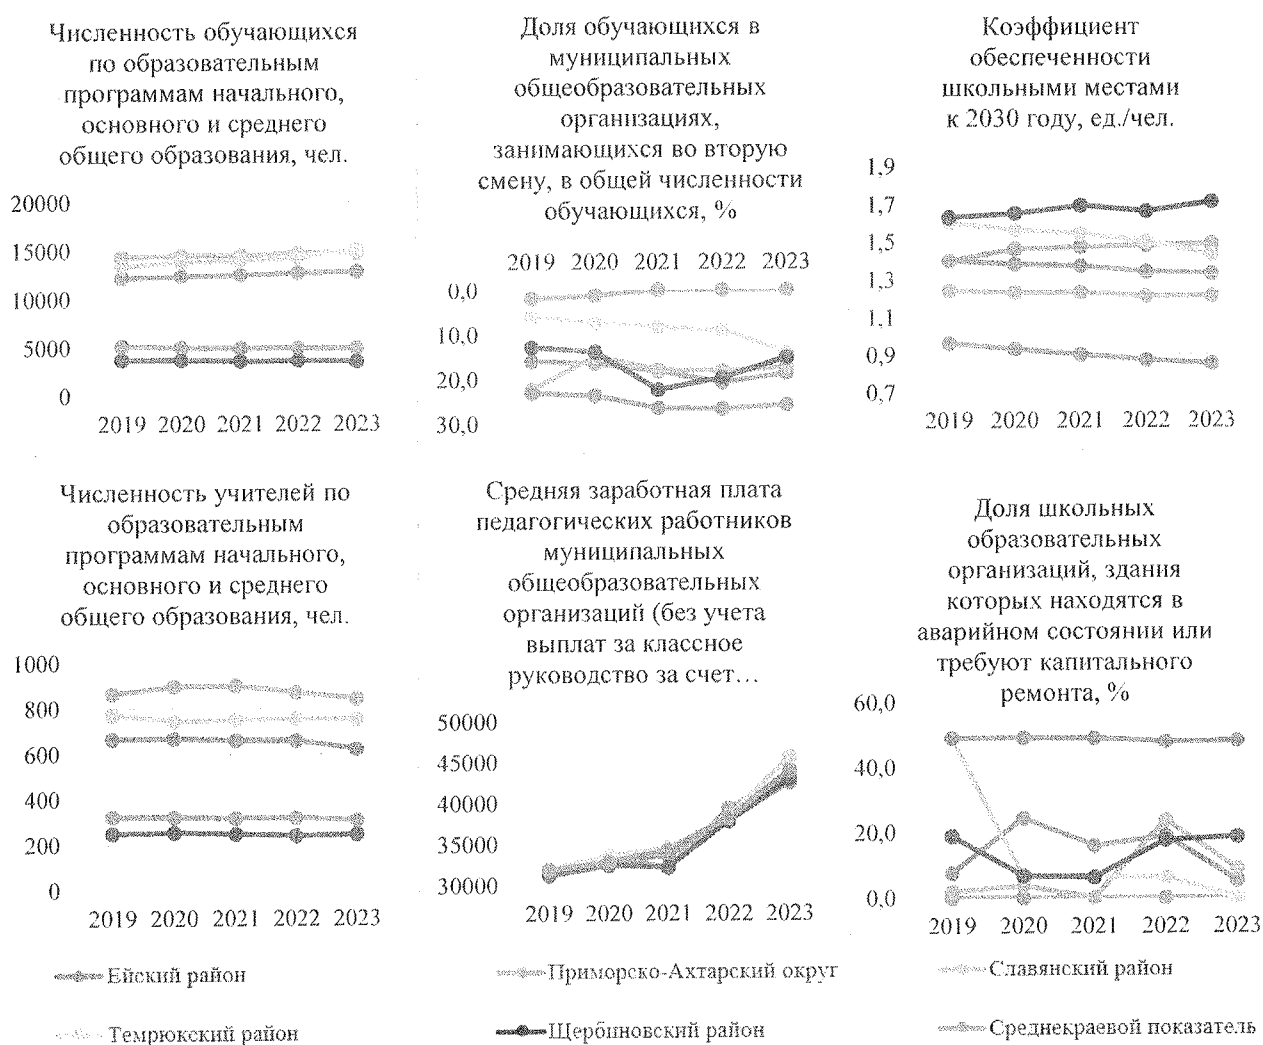 Численность обучающихся
по образовательным
программам начального,
основного и среднего
общего образования, чел.
20000
15000
10000
5000
0
2019 2020 2021 2022 2023
Доля обучающихся в
муниципальных
общеобразовательных
организациях,
занимающихся во вторую
смену, в общей численности
обучающихся, %
2019 2020 2021 2022 2023
0,0
10,0
20,0
30,0
Коэффициент
обеспеченности
школьными местами
к 2030 году, ед./чел.
1,9
1,7
1,5
1,3
1,1
0,9
0,7
2019 2020 2021 2022 2023
Численность учителей по
образовательным
программам начального,
основного и среднего
общего образования, чел.
1000
800
600
400
200
0
2019 2020 2021 2022 2023
Средняя заработная плата
педагогических работников
муниципальных
общеобразовательных
организаций (без учета
выплат за классное
руководство за счет...
50000
45000
40000
35000
30000
2019 2020 2021 2022 2023
Доля школьных
образовательных
организаций, здания
которых находятся в
аварийном состоянии или
требуют капитального
ремонта, %
60,0
40,0
20,0
0,0
2019 2020 2021 2022 2023
Ейский район
Приморско-Ахтарский округ
Славянский район
Темрюкский район
Щербиновский район
Среднекраевой показатель